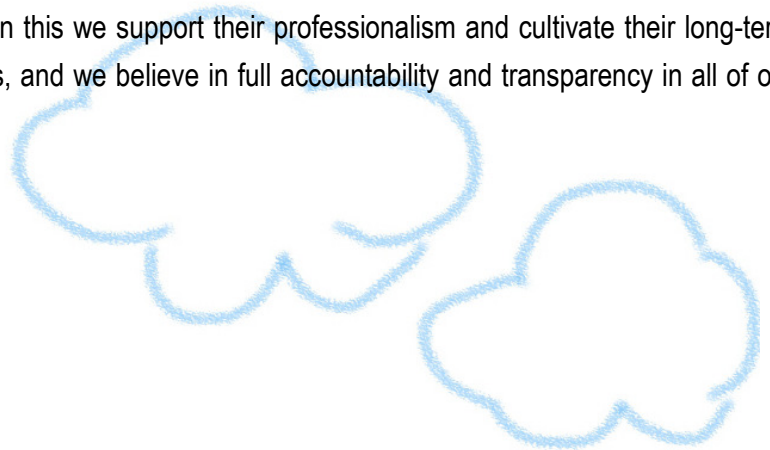 this we support their professionalism and cultivate their long-ter
, and we believe in full accountability and transparency in all of o